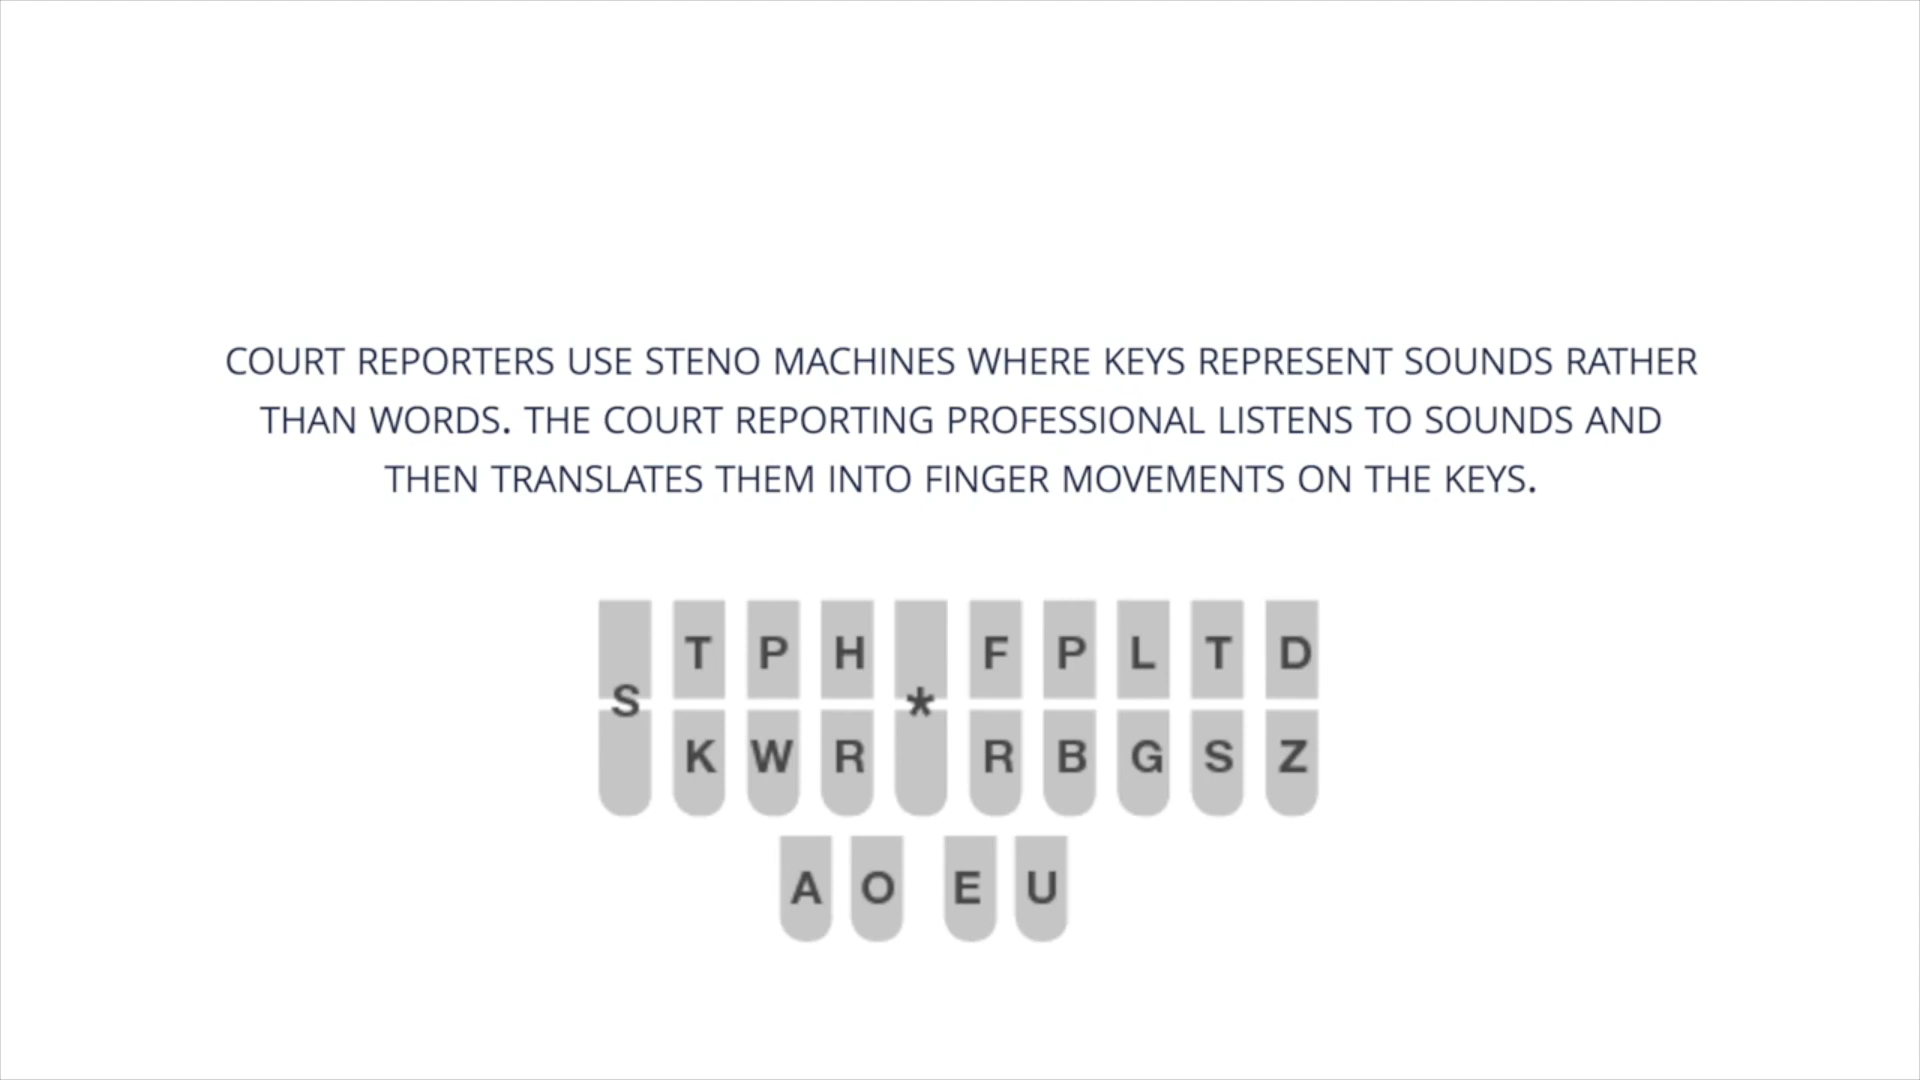 COURT REPORTERS USE STENO MACHINES WHERE KEYS REPRESENT SOUNDS RATHER
THAN WORDS. THE COURT REPORTING PROFESSIONAL LISTENS TO SOUNDS AND
THEN TRANSLATES THEM INTO FINGER MOVEMENTS ON THE KEYS.
T P H F P L T D
S *
K W R R B G S Z
A O E U